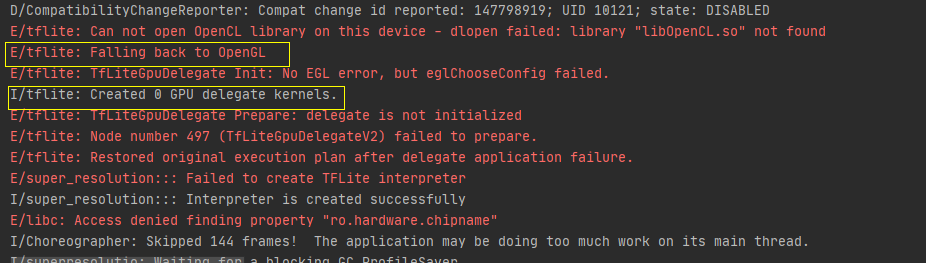 D/CompatibilityChangeReporter: Compat change id reported: 147798919; UID 10121; state: DISABLED
E/tflite: Can not open OpenCL library on this device - dlopen failed: library "libOpenCL.so" not found
E/tflite: Falling back to OpenGL
E/tflite: TfLiteGpuDelegate Init: No EGL error, but eglChooseConfig failed.
I/tflite: Created 0 GPU delegate kernels.
E/tflite: TfLiteGpuDelegate Prepare: delegate is not initialized
E/tflite: Node number 497 (TfLiteGpuDelegateV2) failed to prepare.
E/tflite: Restored original execution plan after delegate application failure.
E/super_resolution::: Failed to create TFLite interpreter
I/super_resolution::: Interpreter is created successfully
E/libc: Access denied finding property "ro.hardware.chipname"
I/Choreographer: Skipped 144 frames!  The application may be doing too much work on its main thread.
I/superresolutio: Waiting for a blocking GC ProfileSaver